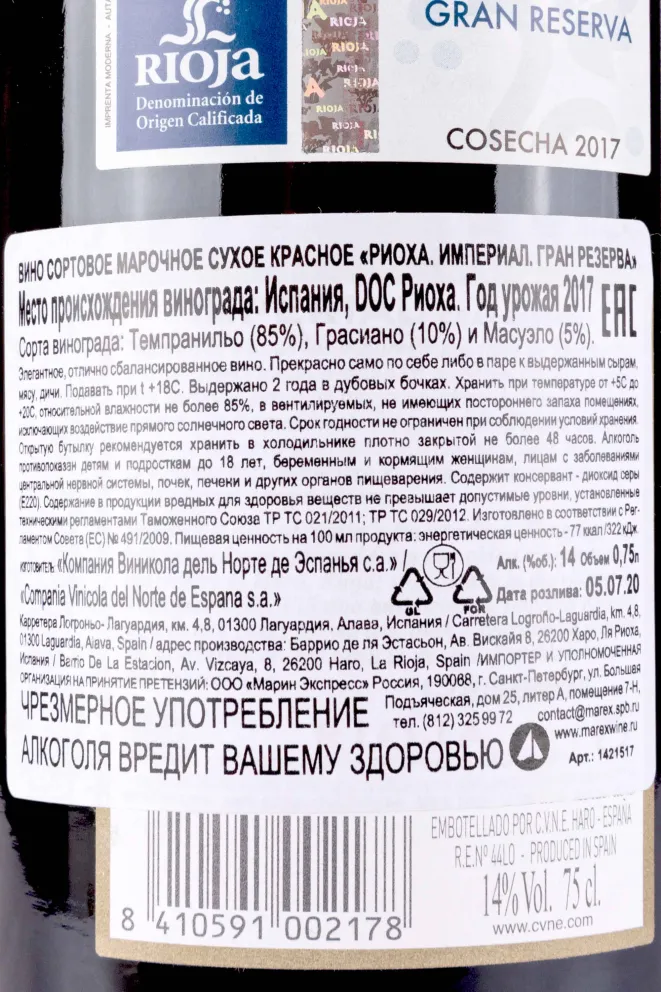 GRAN RESERVA
IMPRENTA MODERNA - AUT
RIOJA
Denominación de
Origen Calificada
COSECHA 2017
ВИНО СОРТОВОЕ МАРОЧНОЕ СУХОЕ КРАСНОЕ «РИОХА. ИМПЕРИАЛ. ГРАН РЕЗЕРВА»
Место происхождения винограда: Испания, DOC Риоха. Год урожая 2017
EAC
Сорта винограда: Темпранильо (85%), Грасиано (10%) и Масуэло (5%).
Элегантное, отлично сбалансированное вино. Прекрасно само по себе либо в паре к выдержанным сырам,
мясу, дичи. Подавать при t +18С. Выдержано 2 года в дубовых бочках. Хранить при температуре от +5С до
+20С, относительной влажности не более 85%, в вентилируемых, не имеющих постороннего запаха помещениях,
исключающих воздействие прямого солнечного света. Срок годности не ограничен при соблюдении условий хранения.
Открытую бутылку рекомендуется хранить в холодильнике плотно закрытой не более 48 часов. Алкоголь
противопоказан детям и подросткам до 18 лет, беременным и кормящим женщинам, лицам с заболеваниями
центральной нервной системы, почек, печени и других органов пищеварения. Содержит консервант - диоксид серы
(Е220). Содержание в продукции вредных для здоровья веществ не превышает допустимые уровни, установленные
техническими регламентами Таможенного Союза ТР ТС 021/2011; ТР ТС 029/2012. Изготовлено в соответствии с Рег-
ламентом Совета (ЕС) № 491/2009. Пищевая ценность на 100 мл продукта: энергетическая ценность - 77 ккал /322 кДж.
изготовитель «Компания Виникола дель Норте де Эспанья с.а.» /
«Compania Vinicola del Norte de Espana s.a.»
GL
FOR
Алк. (%об.): 14 Объем 0,75л
Дата розлива: 05.07.20
Карретера Логроньо-Лагуардия, км. 4,8, 01300 Лагуардия, Алава, Испания / Carretera Logroño-Laguardia, km. 4,8,
01300 Laguardia, Alava, Spain / адрес производства: Баррио де ля Эстасьон, Ав. Вискайя 8, 26200 Харо, Ля Риоха,
Испания / Barrio De La Estacion, Av. Vizcaya, 8, 26200 Haro, La Rioja, Spain /ИМПОРТЕР И УПОЛНОМОЧЕННАЯ
ОРГАНИЗАЦИЯ НА ПРИНЯТИЕ ПРЕТЕНЗИЙ: ООО «Марин Экспресс» Россия, 190068, г. Санкт-Петербург, ул. Большая
Подъяческая, дом 25, литер А, помещение 7-Н,
тел. (812) 325 99 72 contact@marex.spb.ru
www.marexwine.ru
ЧРЕЗМЕРНОЕ УПОТРЕБЛЕНИЕ
АЛКОГОЛЯ ВРЕДИТ ВАШЕМУ ЗДОРОВЬЮ
Арт.: 1421517
EMBOTELLADO POR C.V.N.E. HARO - ESPAÑA
R.E.Nº 44LO - PRODUCED IN SPAIN
14% Vol. 75 cl.
www.cvne.com
8 410591 002178